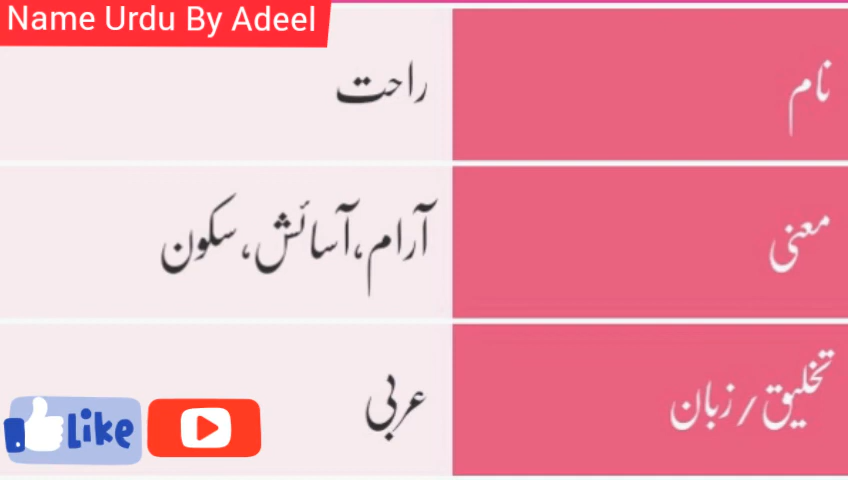 Name Urdu By Adeel
نام راحت
معنی آرام،آسائش،سکون
تخلیق / زبان عربی
Like